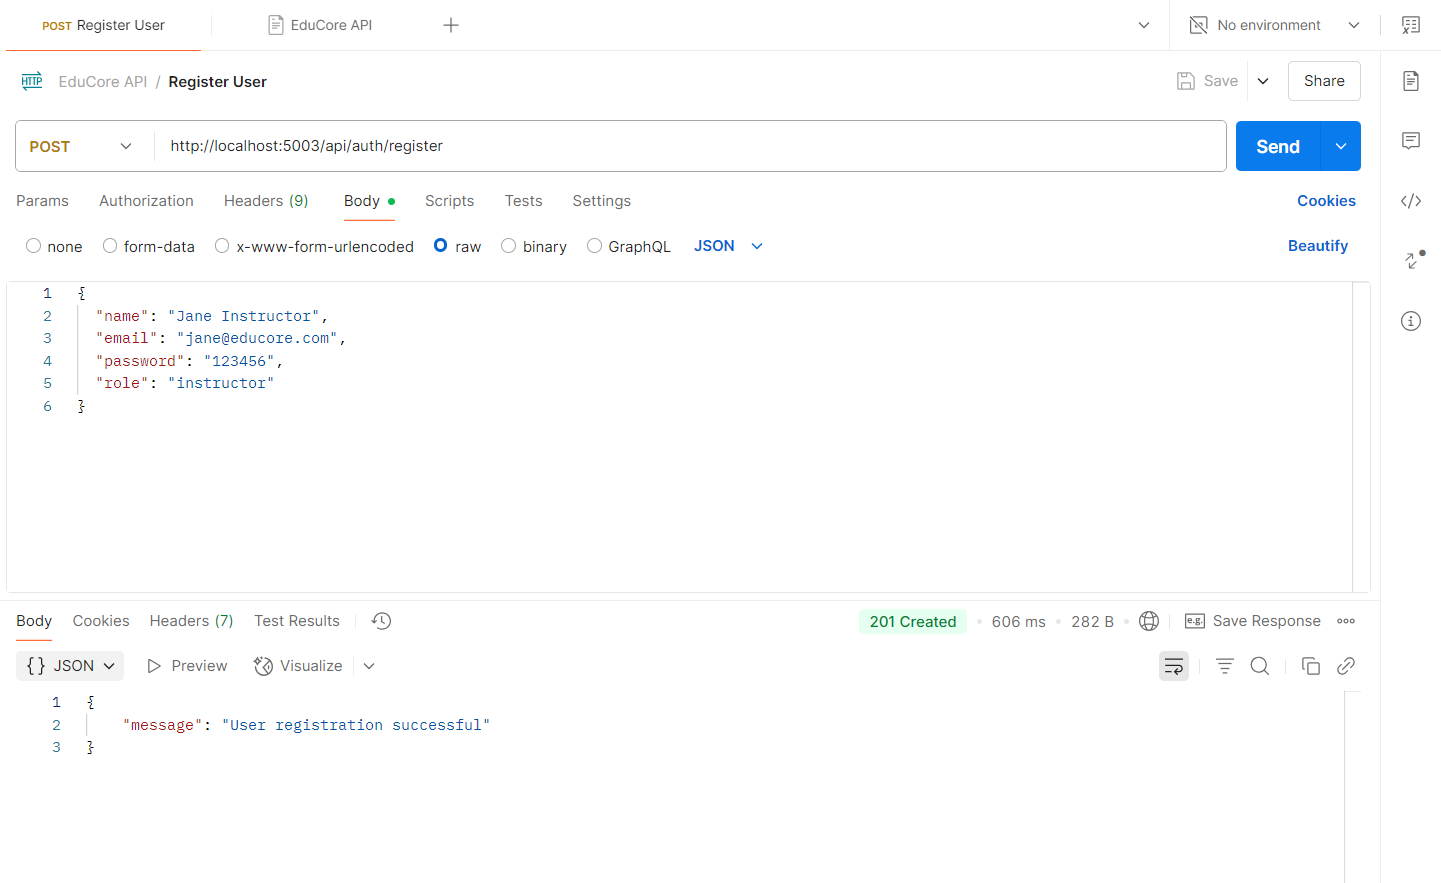 POST Register User
EduCore API
No environment
HTTP EduCore API / Register User
Save
Share
POST http://localhost:5003/api/auth/register
Send
Params Authorization Headers (9) Body Scripts Tests Settings
Cookies
none form-data x-www-form-urlencoded raw binary GraphQL JSON
Beautify
1 {
2 "name": "Jane Instructor",
3 "email": "jane@educore.com",
4 "password": "123456",
5 "role": "instructor"
6 }
Body Cookies Headers (7) Test Results
201 Created • 606 ms • 282 B
e.g. Save Response
{} JSON Preview Visualize
1 {
2 "message": "User registration successful"
3 }